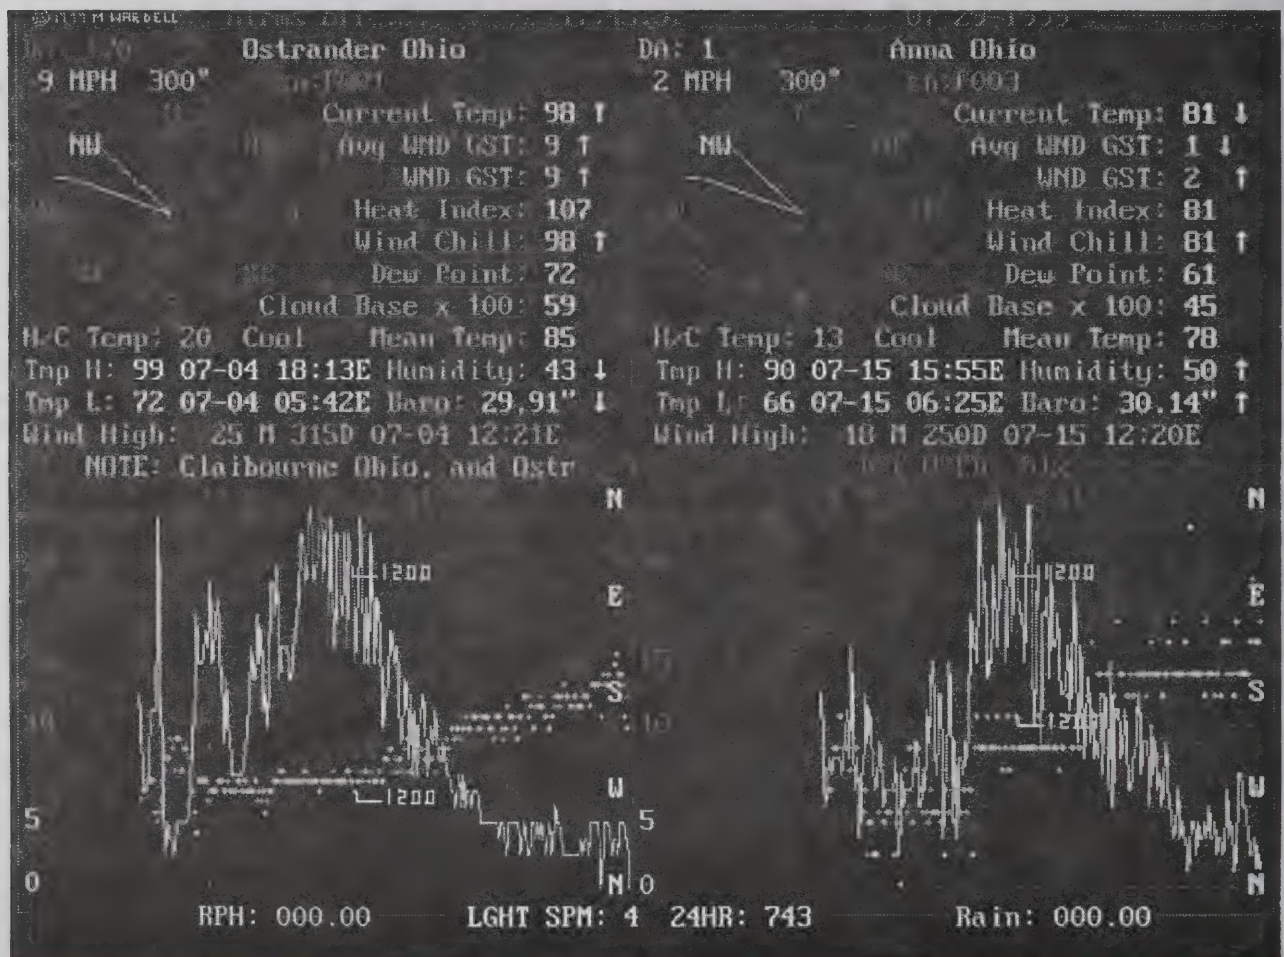 M WARDELL
Ostrander Ohio
9 MPH 300°
Current Temp: 98 ↑
NW
Avg WND GST: 9 ↑
WND GST: 9 ↑
Heat Index: 107
Wind Chill: 98 ↑
Dew Point: 72
Cloud Base x 100: 59
H/C Temp: 20 Cool Mean Temp: 85
Tmp H: 99 07-04 18:13E Humidity: 43 ↓
Tmp L: 72 07-04 05:42E Baro: 29.91" ↓
Wind High: 25 M 315D 07-04 12:21E
NOTE: Claibourne Ohio, and Ostr
DA: 1 Anna Ohio
2 MPH 300°
Current Temp: 81 ↓
NW
Avg WND GST: 1 ↓
WND GST: 2 ↑
Heat Index: 81
Wind Chill: 81 ↑
Dew Point: 61
Cloud Base x 100: 45
H/C Temp: 13 Cool Mean Temp: 78
Tmp H: 90 07-15 15:55E Humidity: 50 ↑
Tmp L: 66 07-15 06:25E Baro: 30.14" ↑
Wind High: 18 M 250D 07-15 12:20E
N
1200
E
S
1200
W
5
5
0
N
0
N
1200
E
S
1200
W
N
RPH: 000.00 LGHT SPM: 4 24HR: 743 Rain: 000.00